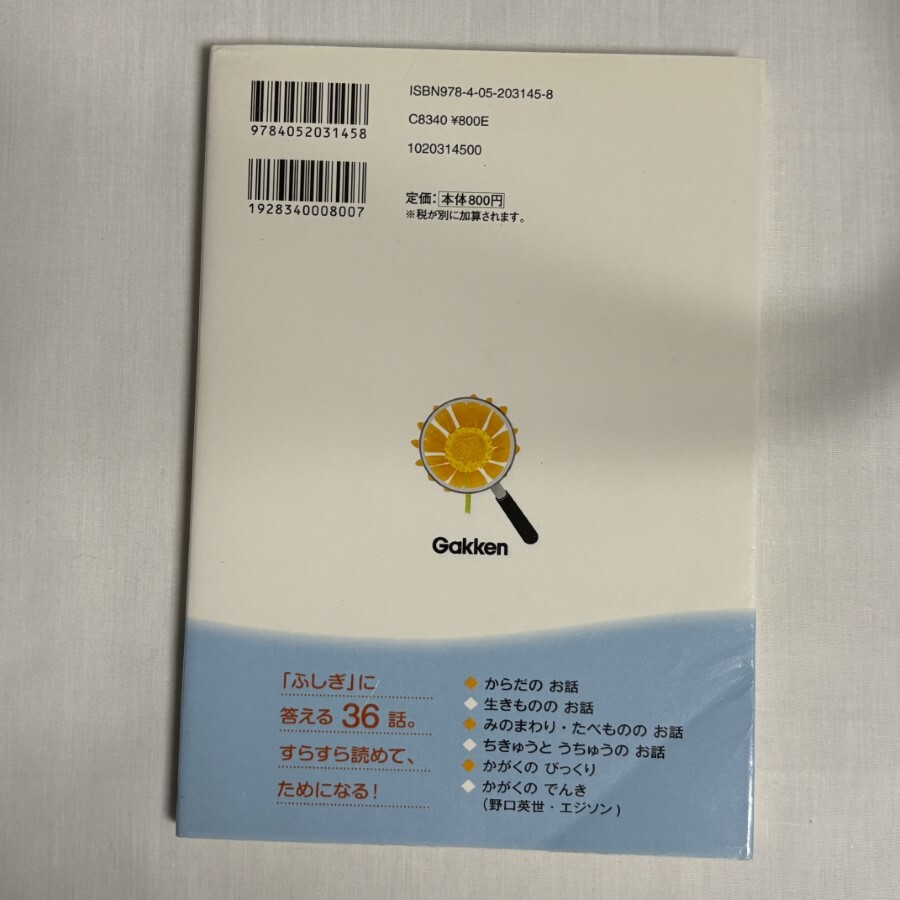 9784052031458
1928340008007
ISBN978-4-05-203145-8
C8340 ¥800E
1020314500
定価：本体800円
※税が別に加算されます。
Gakken
「ふしぎ」に
答える 36 話。
すらすら読めて、
ためになる！
◆ からだの お話
◆ 生きものの お話
◆ みのまわり・たべものの お話
◆ ちきゅうと うちゅうの お話
◆ かがくの びっくり
◆ かがくの でんき
（野口英世・エジソン）